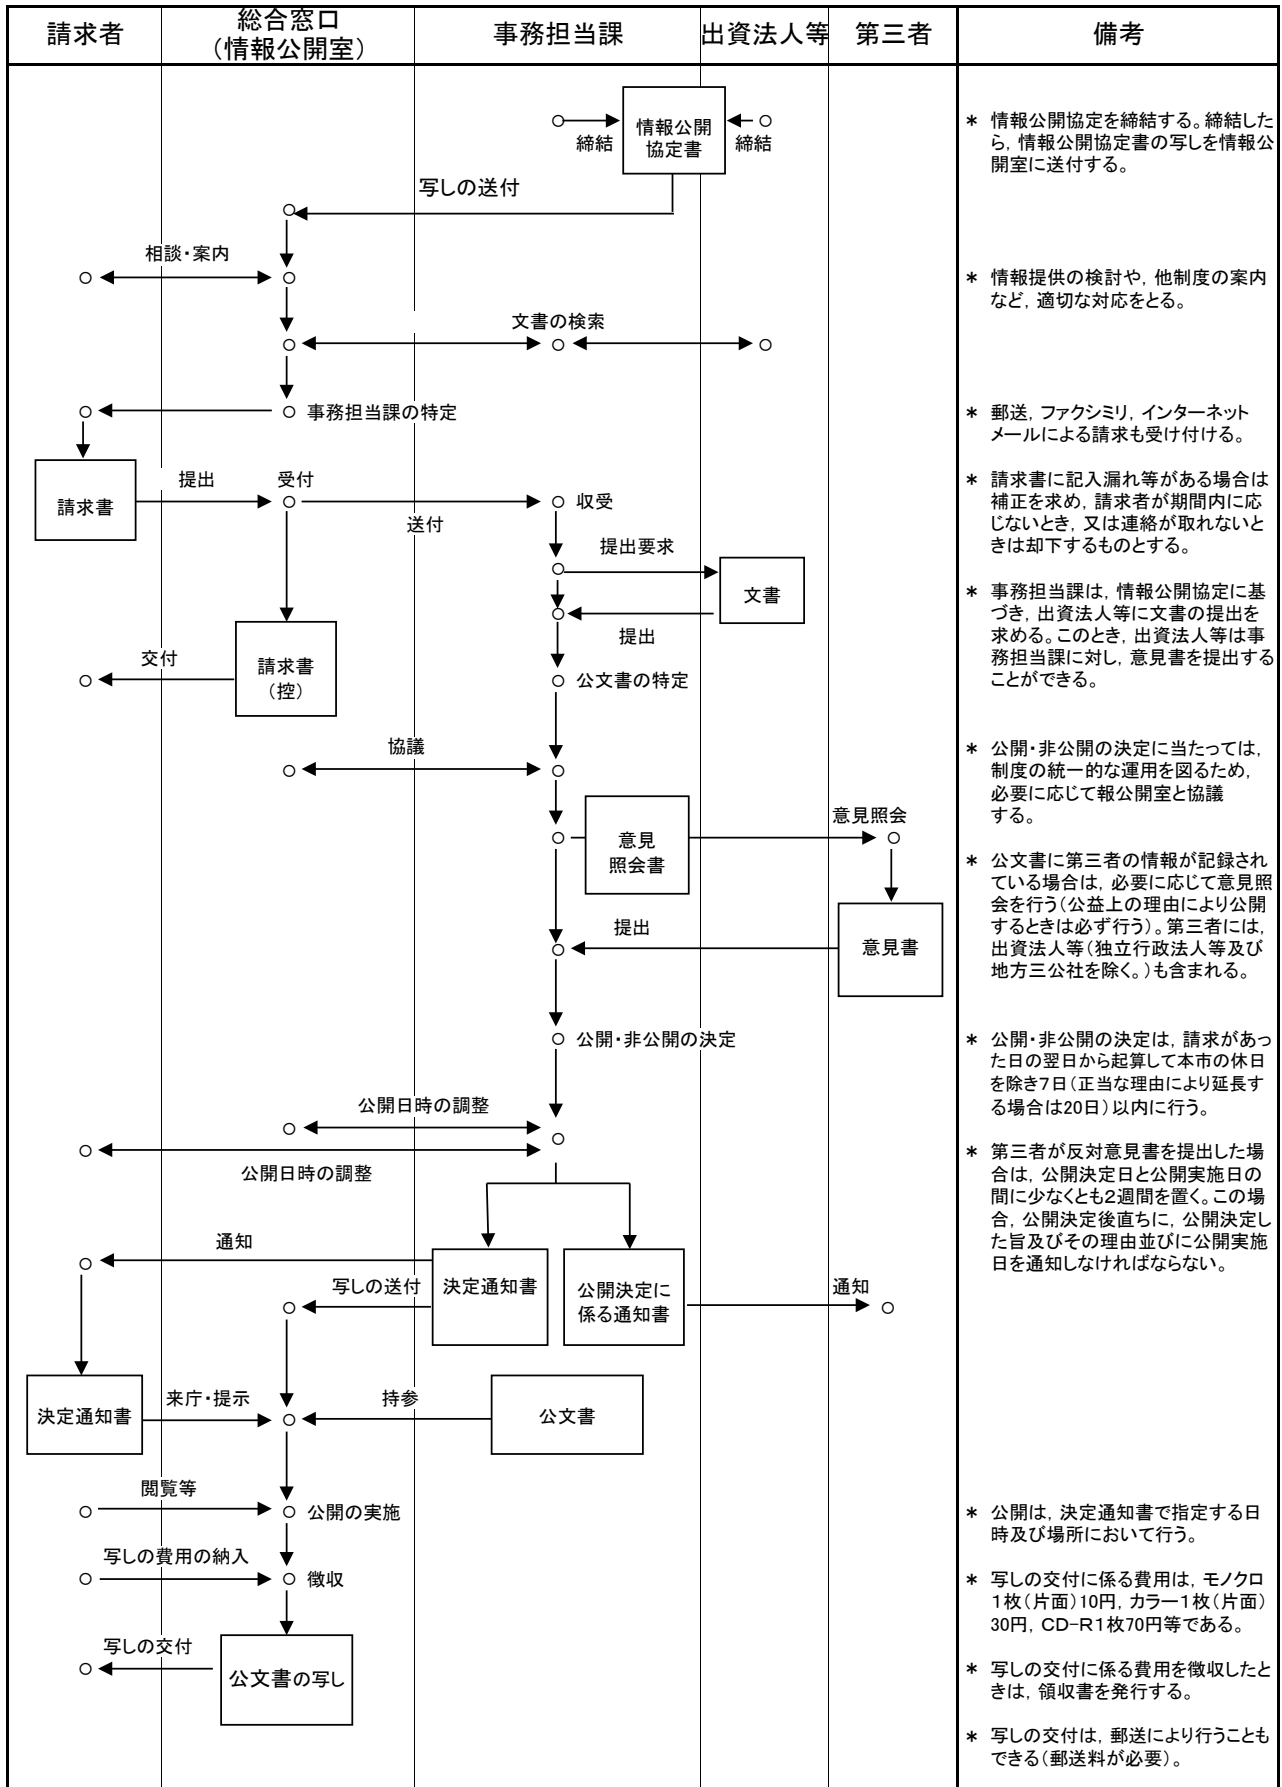 請求者
総合窓口
（情報公開室）
事務担当課
出資法人等
第三者
備考
情報公開
協定書
締結
締結
＊ 情報公開協定を締結する。締結した
ら，情報公開協定書の写しを情報公
開室に送付する。
写しの送付
相談・案内
＊ 情報提供の検討や，他制度の案内
など，適切な対応をとる。
文書の検索
事務担当課の特定
＊ 郵送，ファクシミリ，インターネット
メールによる請求も受け付ける。
請求書
提出
受付
送付
収受
＊ 請求書に記入漏れ等がある場合は
補正を求め，請求者が期間内に応
じないとき，又は連絡が取れないと
きは却下するものとする。
提出要求
文書
提出
＊ 事務担当課は，情報公開協定に基
づき，出資法人等に文書の提出を
求める。このとき，出資法人等は事
務担当課に対し，意見書を提出する
ことができる。
交付
請求書
（控）
公文書の特定
協議
＊ 公開・非公開の決定に当たっては，
制度の統一的な運用を図るため，
必要に応じて報公開室と協議
する。
意見
照会書
意見照会
＊ 公文書に第三者の情報が記録され
ている場合は，必要に応じて意見照
会を行う（公益上の理由により公開
するときは必ず行う）。第三者には，
出資法人等（独立行政法人等及び
地方三公社を除く。）も含まれる。
提出
意見書
公開・非公開の決定
＊ 公開・非公開の決定は，請求があっ
た日の翌日から起算して本市の休日
を除き7日（正当な理由により延長す
る場合は20日）以内に行う。
公開日時の調整
公開日時の調整
＊ 第三者が反対意見書を提出した場
合は，公開決定日と公開実施日の
間に少なくとも２週間を置く。この場
合，公開決定後直ちに，公開決定し
た旨及びその理由並びに公開実施
日を通知しなければならない。
通知
決定通知書
写しの送付
公開決定に
係る通知書
通知
決定通知書
来庁・提示
持参
公文書
閲覧等
公開の実施
＊ 公開は，決定通知書で指定する日
時及び場所において行う。
写しの費用の納入
徴収
＊ 写しの交付に係る費用は，モノクロ
１枚（片面）10円，カラー１枚（片面）
30円，ＣＤ－Ｒ１枚70円等である。
写しの交付
公文書の写し
＊ 写しの交付に係る費用を徴収したと
きは，領収書を発行する。
＊ 写しの交付は，郵送により行うことも
できる（郵送料が必要）。